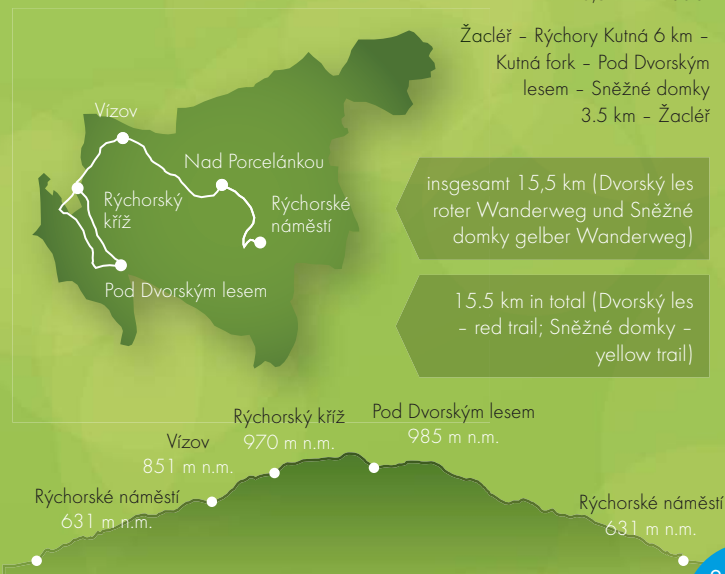 Žacléř – Rýchory Kutná 6 km –
Kutná fork – Pod Dvorským
lesem – Sněžné domky
3.5 km – Žacléř
Vízov
Nad Porcelánkou
Rýchorský
kříž
Rýchorské
náměstí
Pod Dvorským lesem
insgesamt 15,5 km (Dvorský les
roter Wanderweg und Sněžné
domky gelber Wanderweg)
15.5 km in total (Dvorský les
– red trail; Sněžné domky –
yellow trail)
Rýchorský kříž
970 m n.m.
Pod Dvorským lesem
985 m n.m.
Vízov
851 m n.m.
Rýchorské náměstí
631 m n.m.
Rýchorské náměstí
631 m n.m.